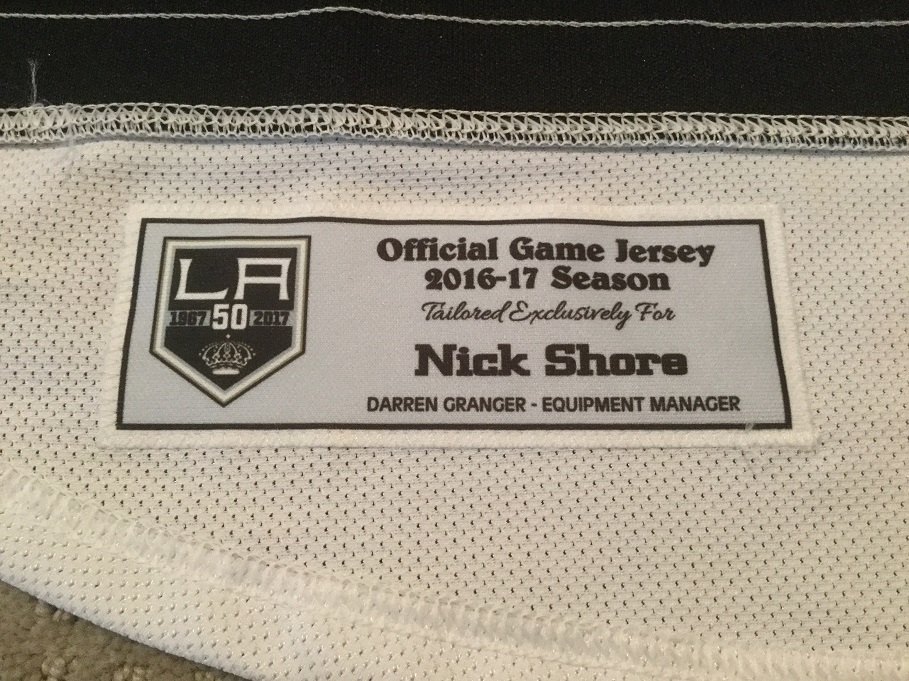 LA
1967 50 2017
Official Game Jersey
2016-17 Season
Tailored Exclusively For
Nick Shore
DARREN GRANGER - EQUIPMENT MANAGER